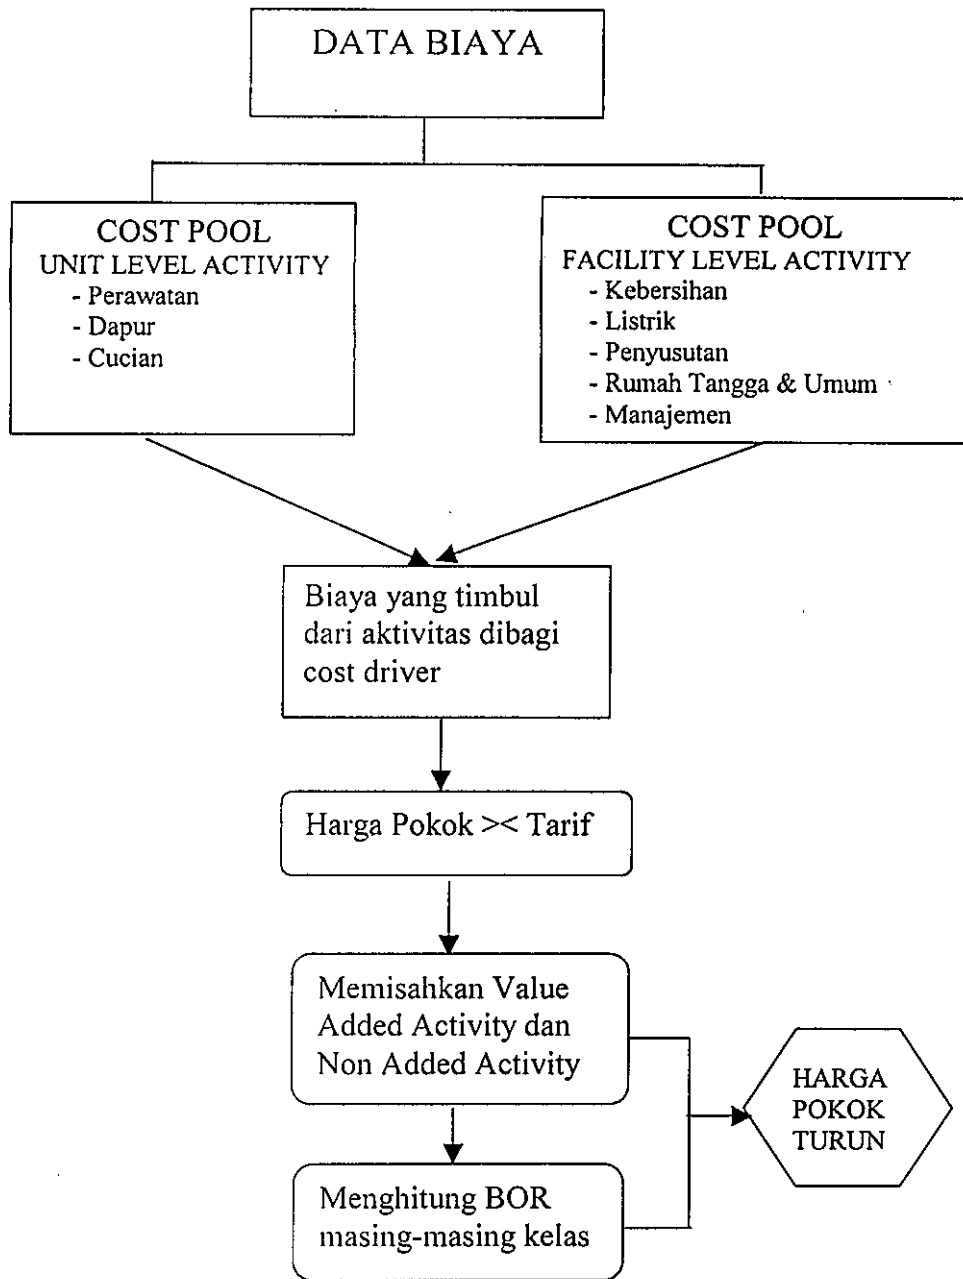 DATA BIAYA
COST POOL
UNIT LEVEL ACTIVITY
- Perawatan
- Dapur
- Cucian
COST POOL
FACILITY LEVEL ACTIVITY
- Kebersihan
- Listrik
- Penyusutan
- Rumah Tangga & Umum
- Manajemen
Biaya yang timbul
dari aktivitas dibagi
cost driver
Harga Pokok >< Tarif
Memisahkan Value
Added Activity dan
Non Added Activity
HARGA
POKOK
TURUN
Menghitung BOR
masing-masing kelas